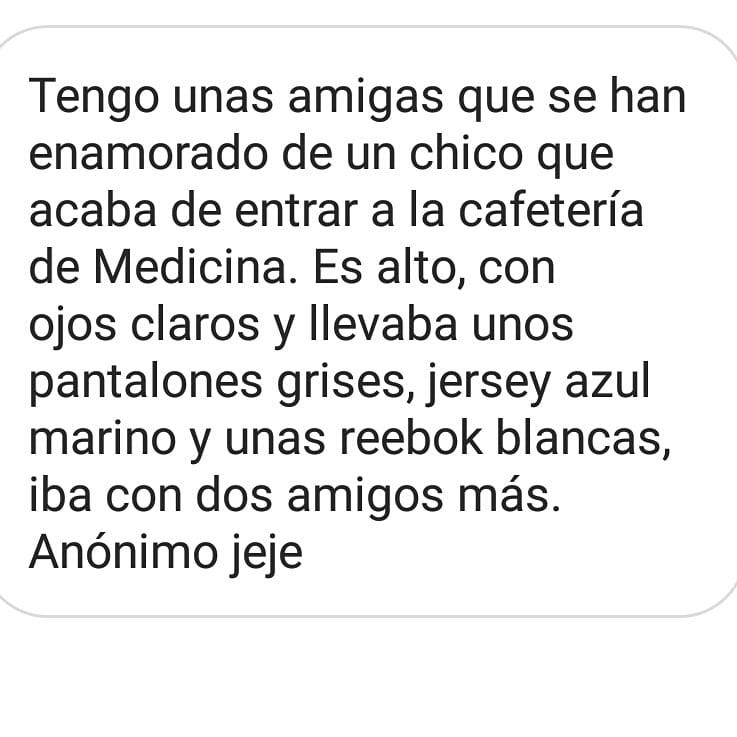 Tengo unas amigas que se han
enamorado de un chico que
acaba de entrar a la cafetería
de Medicina. Es alto, con
ojos claros y llevaba unos
pantalones grises, jersey azul
marino y unas reebok blancas,
iba con dos amigos más.
Anónimo jeje